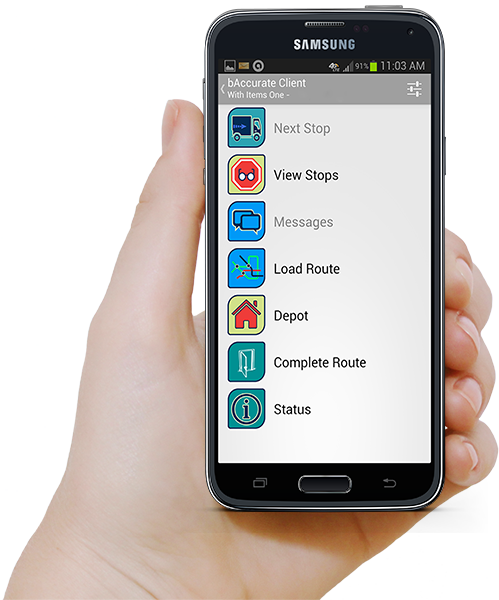 SAMSUNG
91% 11:03 AM
bAccurate Client
With Items One -
Next Stop
View Stops
Messages
Load Route
Depot
Complete Route
Status